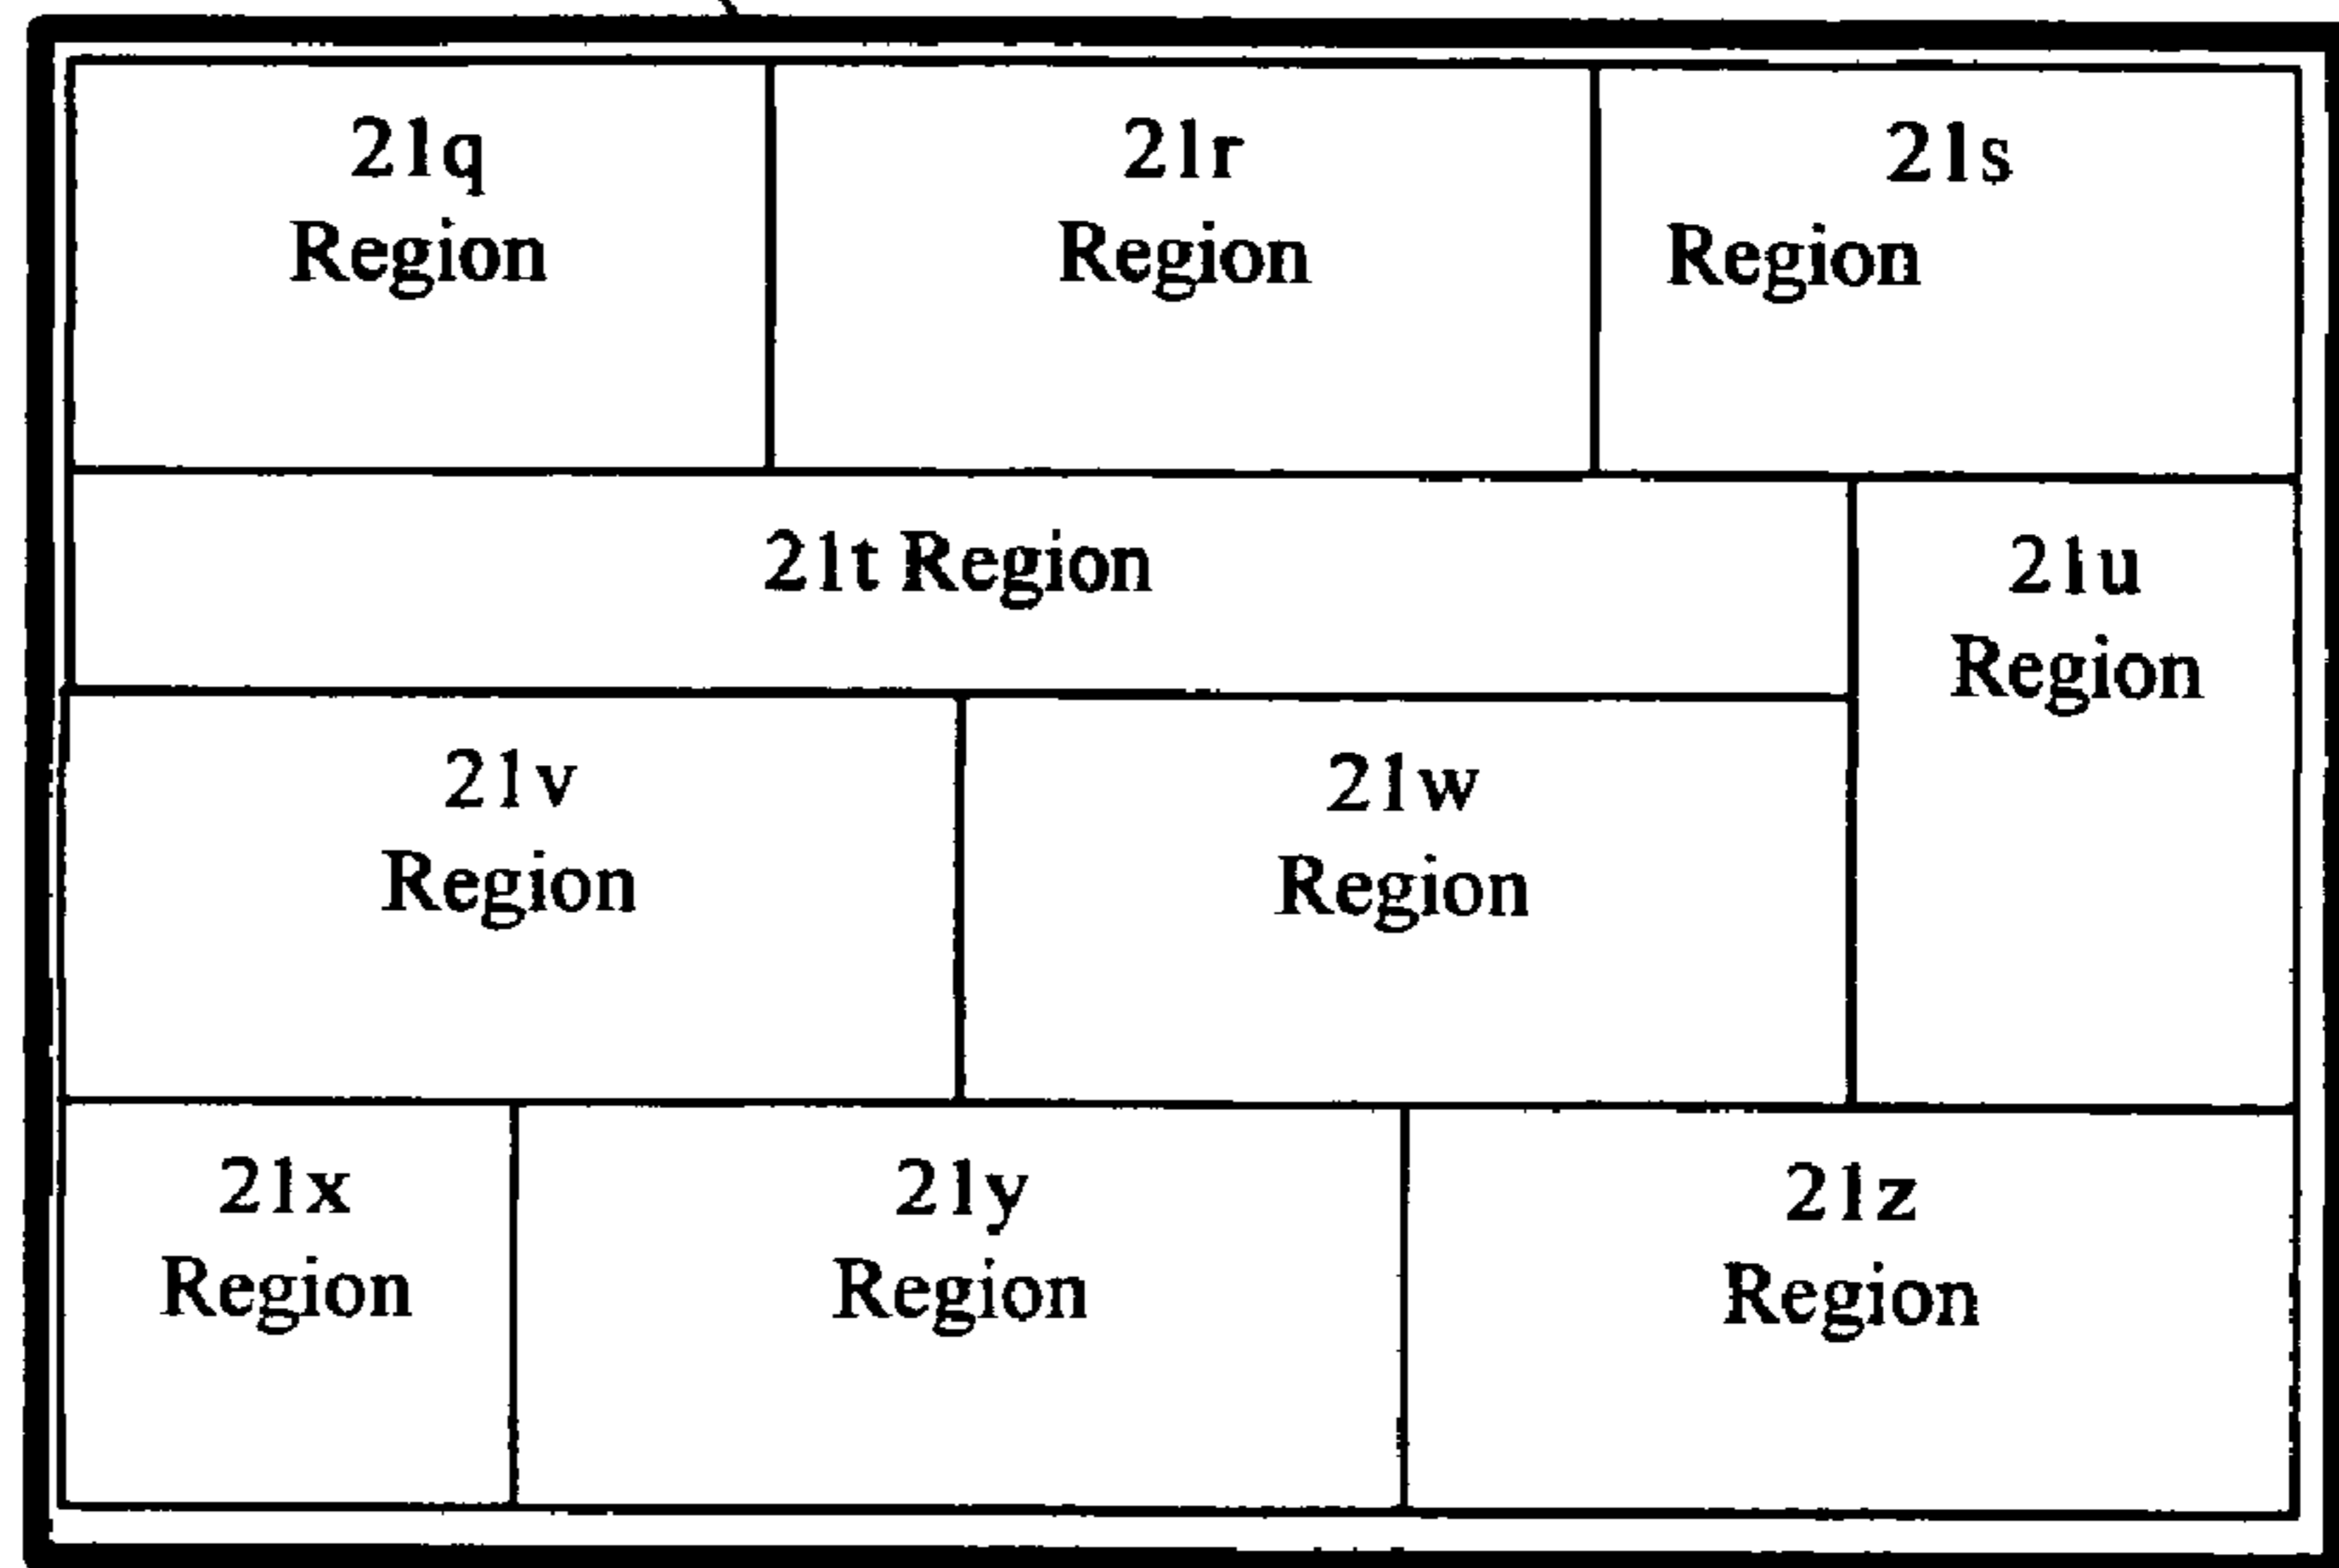 21q
Region
21r
Region
21s
Region
21t Region
21u
Region
21v
Region
21w
Region
21x
Region
21y
Region
21z
Region